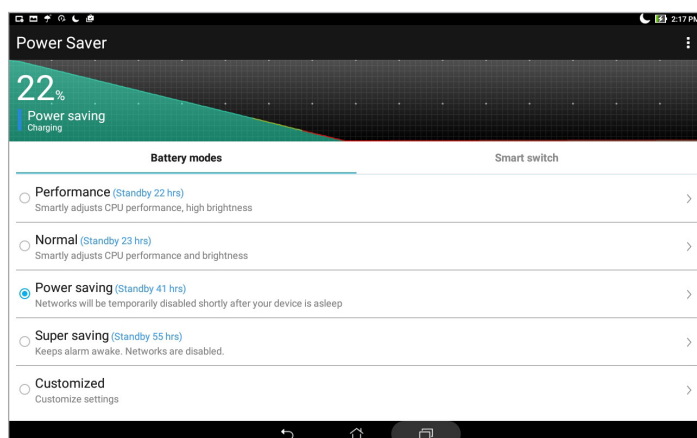 2:17 PM
Power Saver
22%
Power saving
Charging
Battery modes
Smart switch
Performance (Standby 22 hrs)
Smartly adjusts CPU performance, high brightness
Normal (Standby 23 hrs)
Smartly adjusts CPU performance and brightness
Power saving (Standby 41 hrs)
Networks will be temporarily disabled shortly after your device is asleep
Super saving (Standby 55 hrs)
Keeps alarm awake. Networks are disabled.
Customized
Customize settings